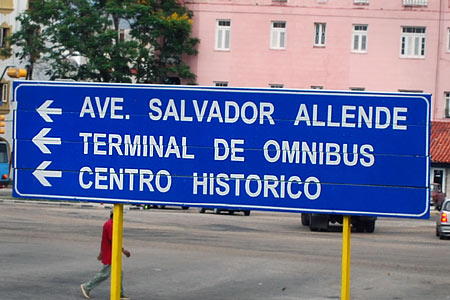 AVE. SALVADOR ALLENDE
TERMINAL DE OMNIBUS
CENTRO HISTORICO